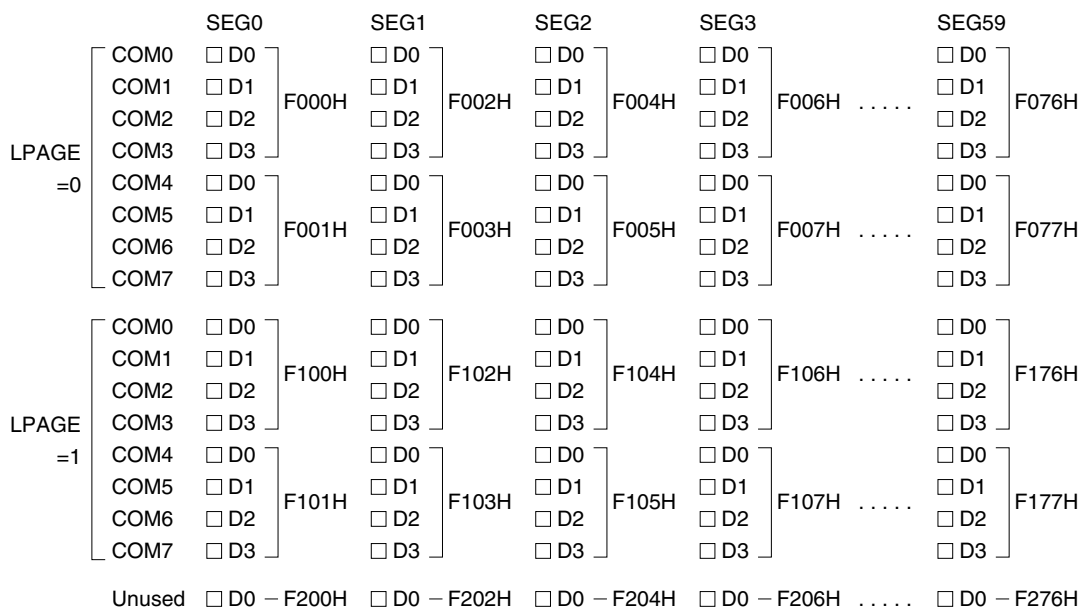 SEG0 SEG1 SEG2 SEG3 SEG59
COM0 D0 D0 D0 D0 D0
COM1 D1 D1 D1 D1 D1
F000H F002H F004H F006H ..... F076H
COM2 D2 D2 D2 D2 D2
LPAGE COM3 D3 D3 D3 D3 D3
=0 COM4 D0 D0 D0 D0 D0
COM5 D1 D1 D1 D1 D1
F001H F003H F005H F007H ..... F077H
COM6 D2 D2 D2 D2 D2
COM7 D3 D3 D3 D3 D3
COM0 D0 D0 D0 D0 D0
COM1 D1 D1 D1 D1 D1
F100H F102H F104H F106H ..... F176H
COM2 D2 D2 D2 D2 D2
LPAGE COM3 D3 D3 D3 D3 D3
=1 COM4 D0 D0 D0 D0 D0
COM5 D1 D1 D1 D1 D1
F101H F103H F105H F107H ..... F177H
COM6 D2 D2 D2 D2 D2
COM7 D3 D3 D3 D3 D3
Unused D0 – F200H D0 – F202H D0 – F204H D0 – F206H ..... D0 – F276H